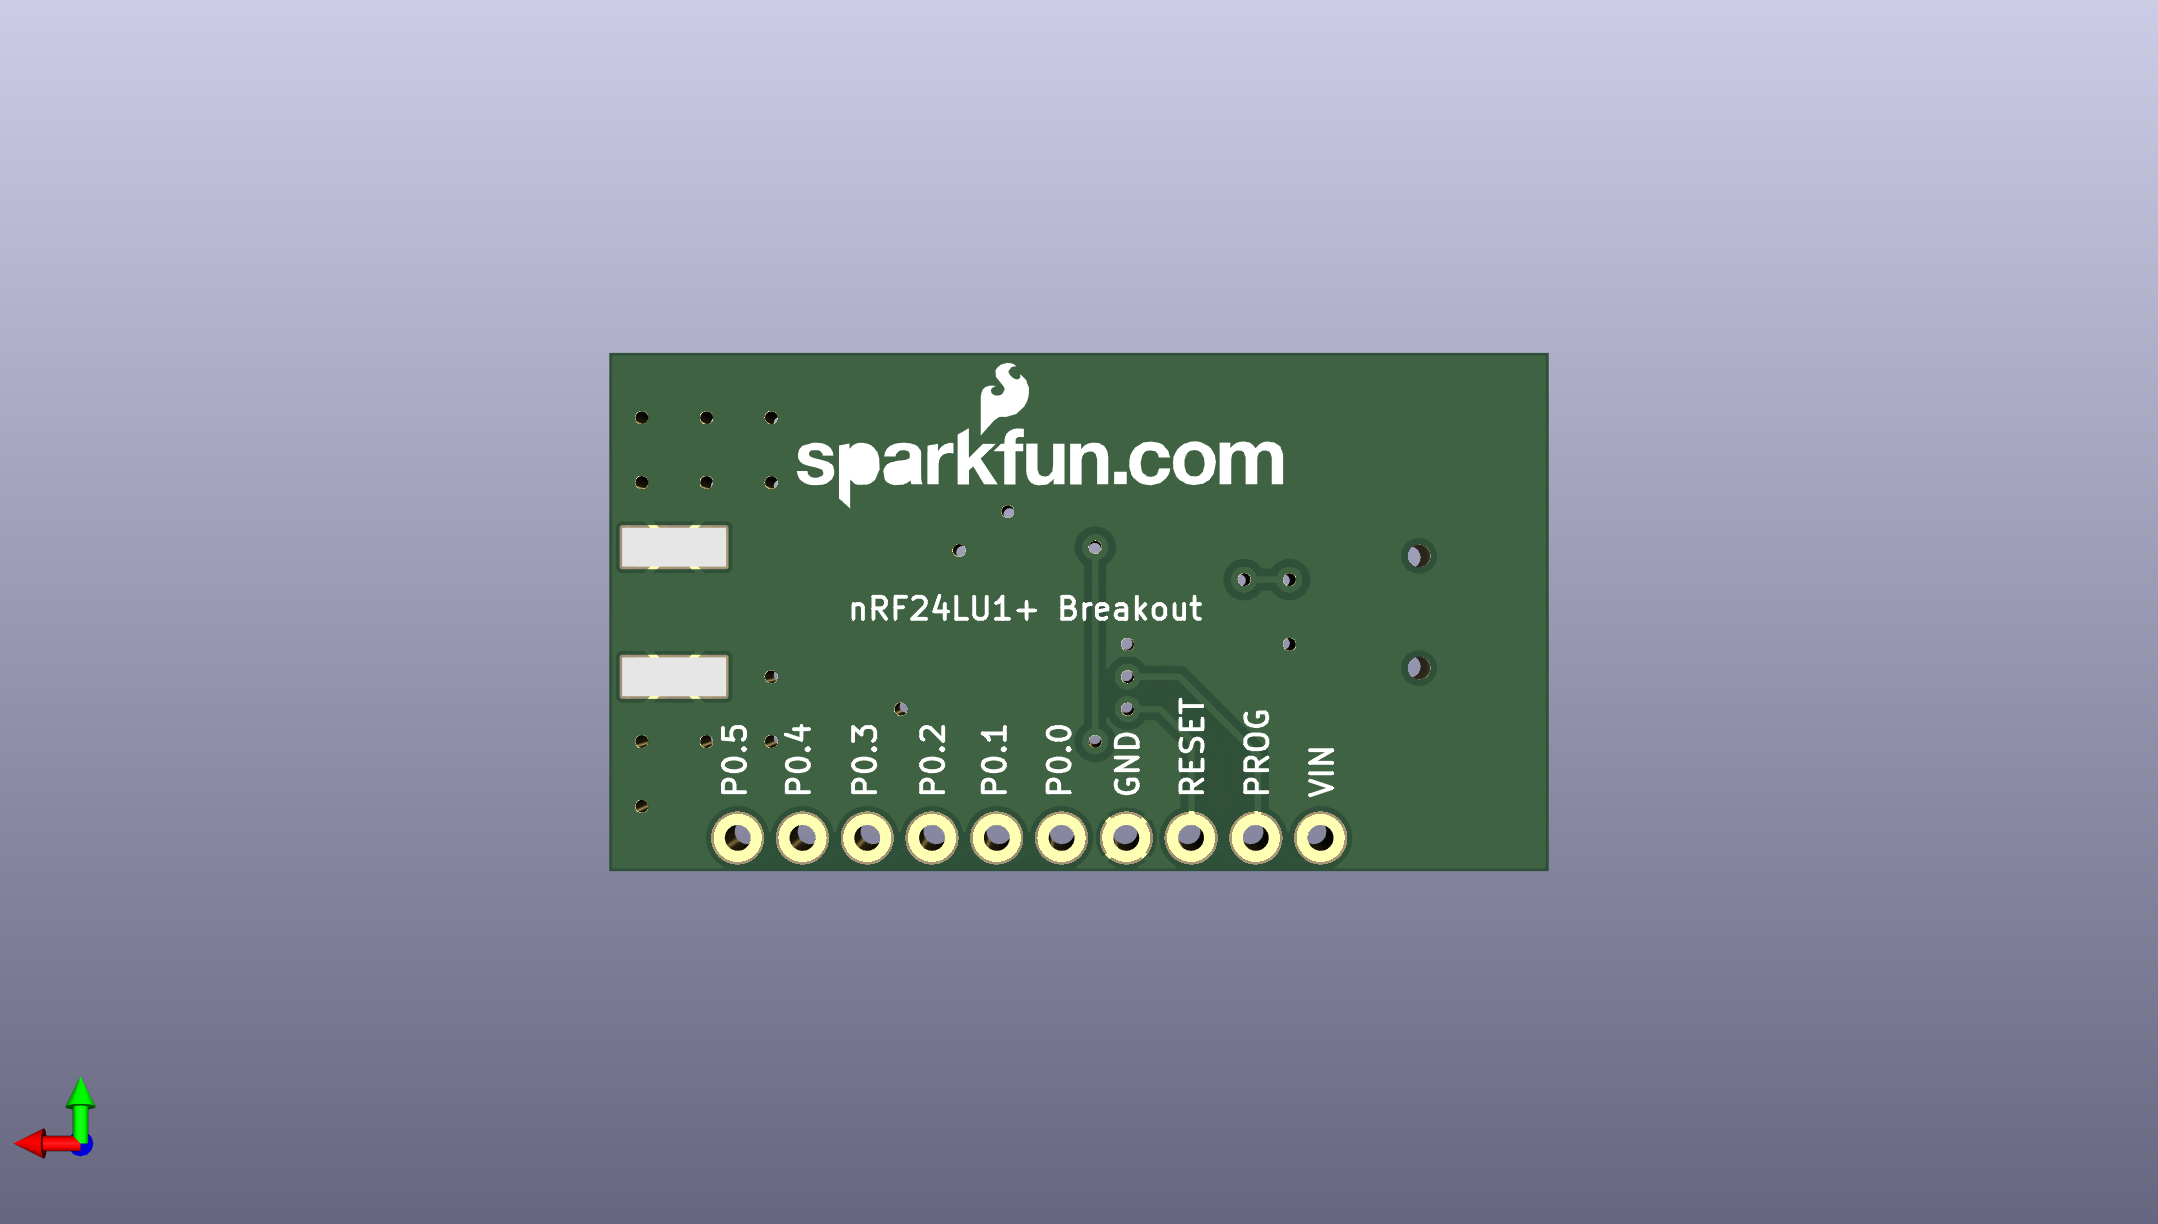 sparkfun.com
nRF24LU1+ Breakout
P0.5
P0.4
P0.3
P0.2
P0.1
P0.0
GND
RESET
PROG
VIN